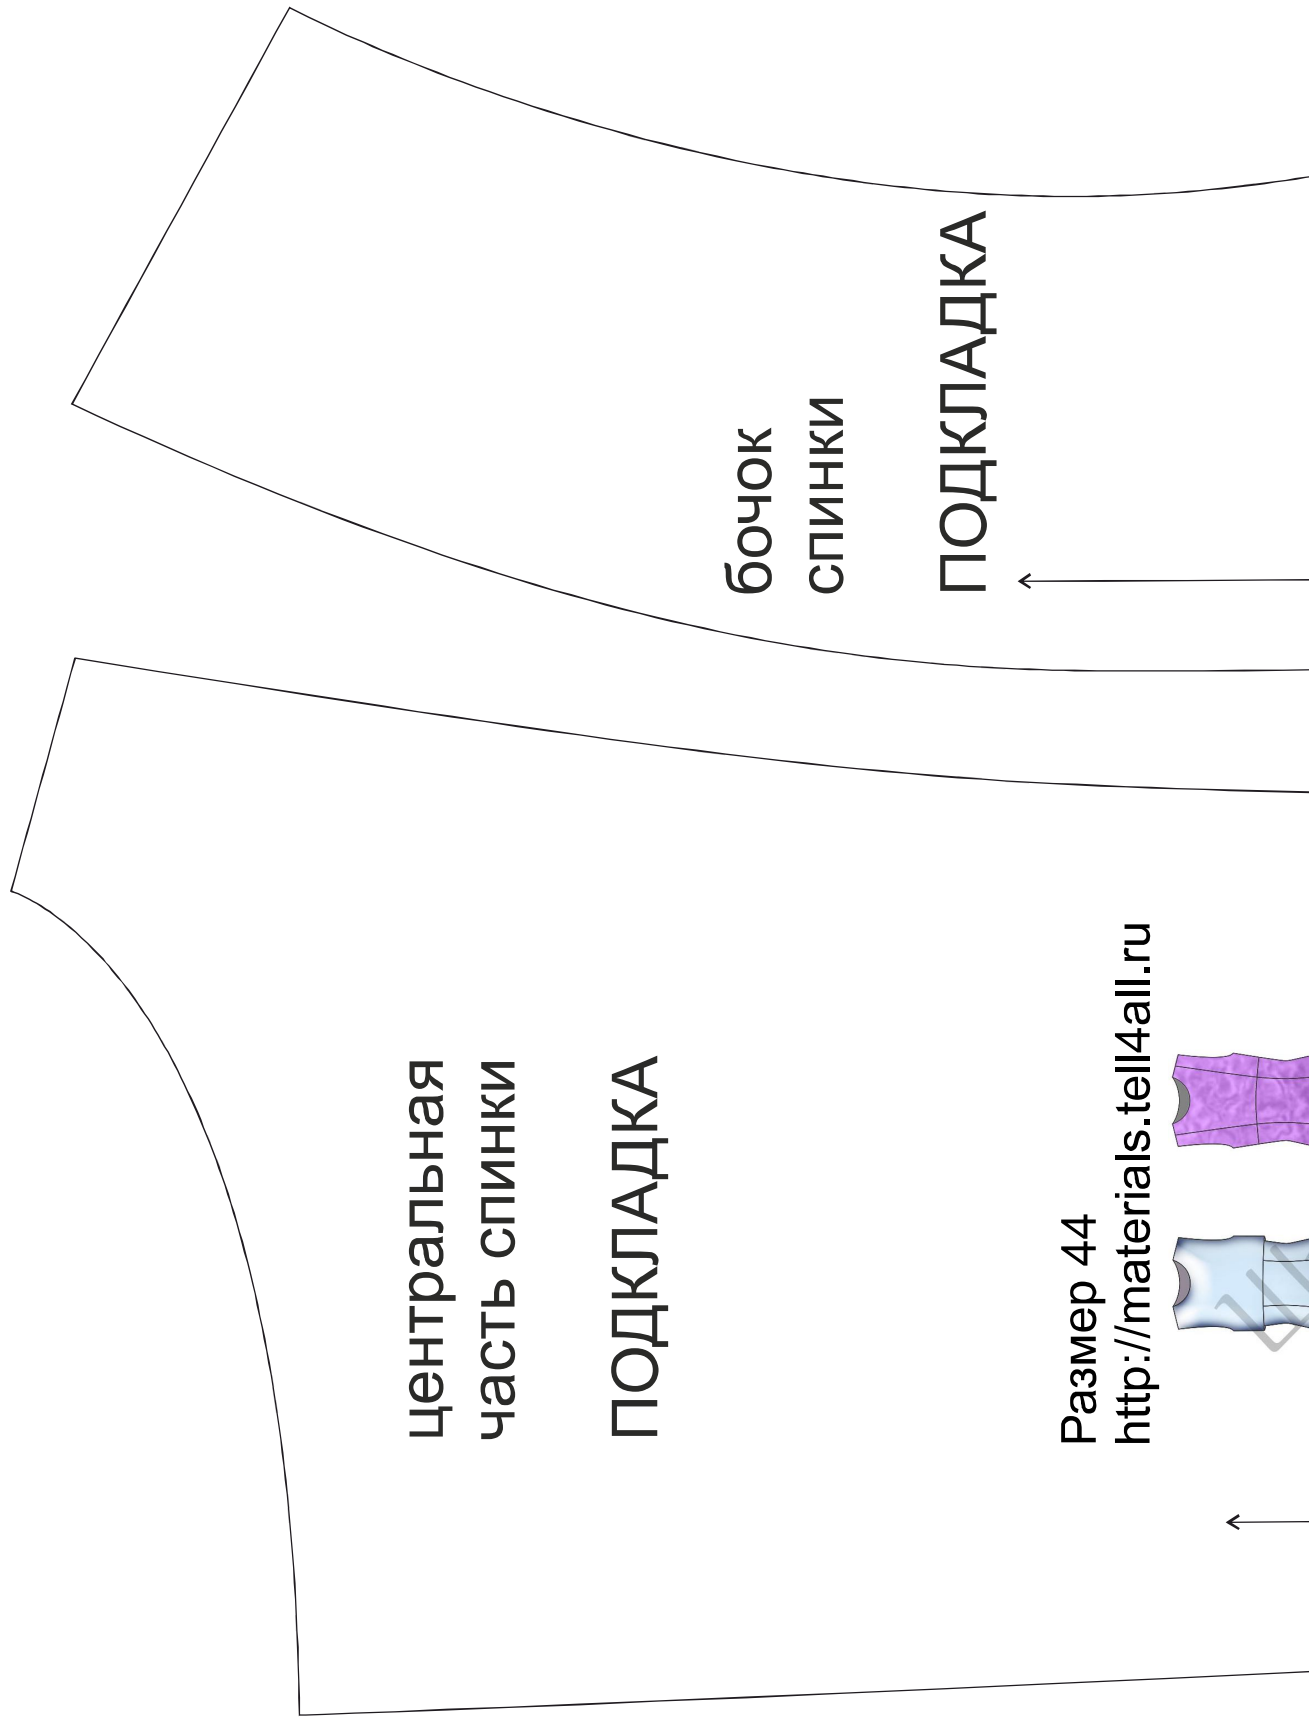 бочок
спинки
ПОДКЛАДКА
центральная
часть спинки
ПОДКЛАДКА
Размер 44
http://materials.tell4all.ru